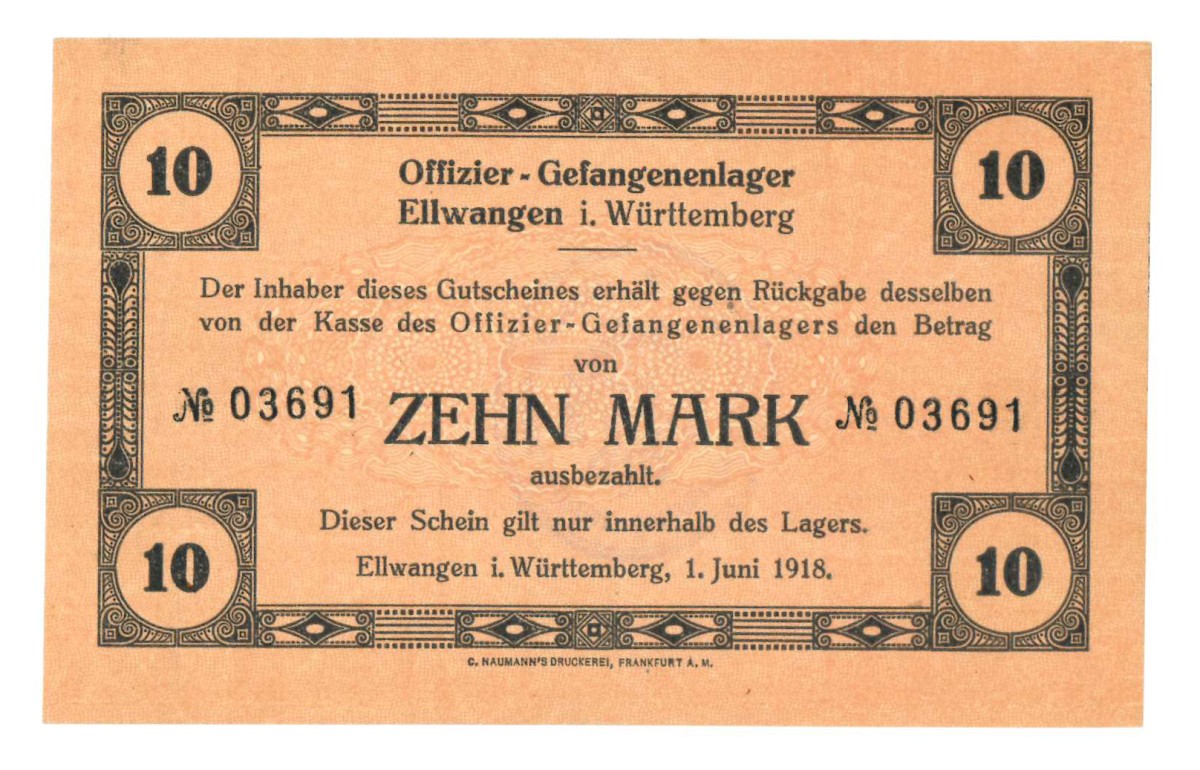 10
10
Offizier - Gefangenenlager
Ellwangen i. Württemberg
Der Inhaber dieses Gutscheines erhält gegen Rückgabe desselben
von der Kasse des Offizier-Gefangenenlagers den Betrag
von
№ 03691 ZEHN MARK № 03691
ausbezahlt.
Dieser Schein gilt nur innerhalb des Lagers.
Ellwangen i. Württemberg, 1. Juni 1918.
10
10
C. NAUMANN'S DRUCKEREI, FRANKFURT A. M.